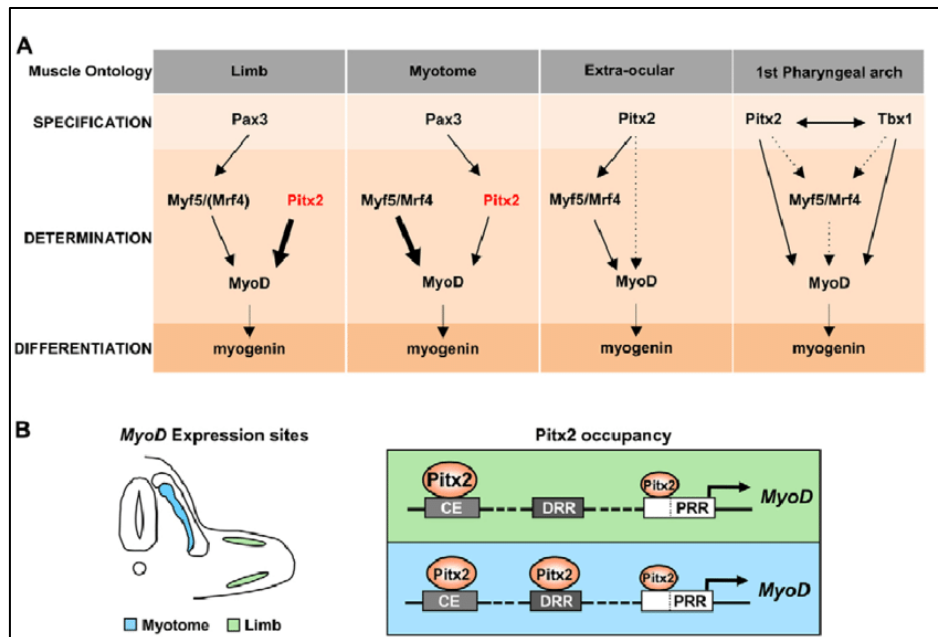 A
Muscle Ontology Limb Myotome Extra-ocular 1st Pharyngeal arch
SPECIFICATION Pax3 Pax3 Pitx2 Pitx2 Tbx1
Myf5/(Mrf4) Pitx2 Myf5/Mrf4 Pitx2 Myf5/Mrf4 Myf5/Mrf4
DETERMINATION
MyoD MyoD MyoD MyoD
DIFFERENTIATION myogenin myogenin myogenin myogenin
B
MyoD Expression sites
Myotome Limb
Pitx2 occupancy
Pitx2 Pitx2
CE DRR PRR MyoD
Pitx2 Pitx2 Pitx2
CE DRR PRR MyoD